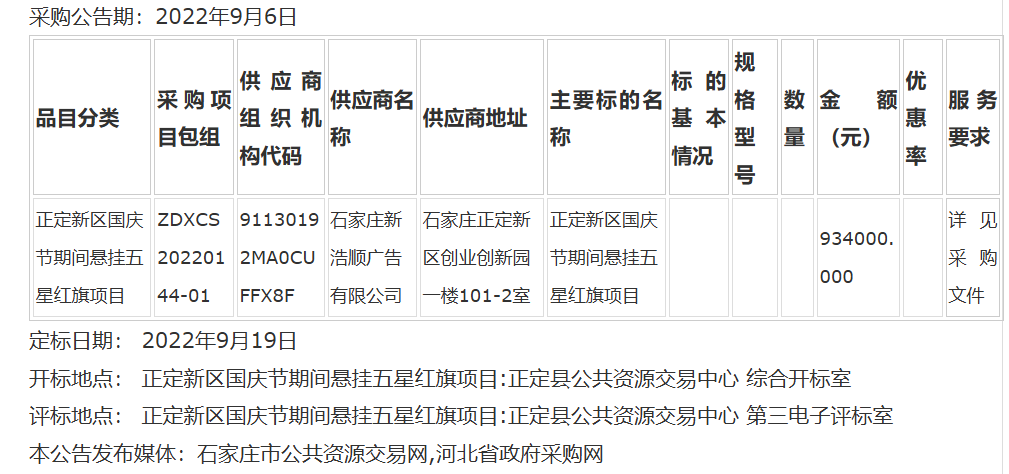 采购公告期：2022年9月6日
品目分类
采购项
目包组
供应商
组织机
构代码
供应商名
称
供应商地址
主要标的名
称
标的
基本
情况
规
格
型
号
数
量
金额
（元）
优
惠
率
服务
要求
正定新区国庆
节期间悬挂五
星红旗项目
ZDXCS
202201
44-01
9113019
2MA0CU
FFX8F
石家庄新
浩顺广告
有限公司
石家庄正定新
区创业创新园
一楼101-2室
正定新区国庆
节期间悬挂五
星红旗项目
934000.
000
详见
采购
文件
定标日期： 2022年9月19日
开标地点： 正定新区国庆节期间悬挂五星红旗项目:正定县公共资源交易中心 综合开标室
评标地点： 正定新区国庆节期间悬挂五星红旗项目:正定县公共资源交易中心 第三电子评标室
本公告发布媒体：石家庄市公共资源交易网,河北省政府采购网